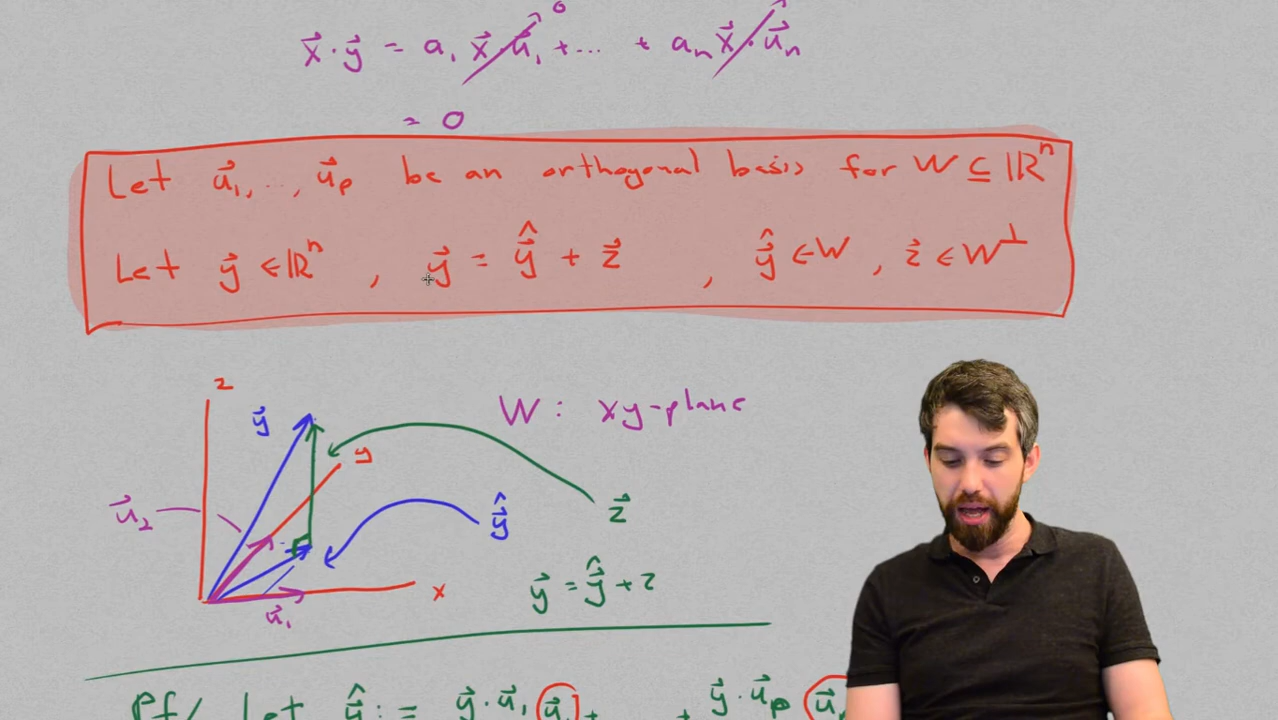 x⃗·y⃗ = a₁ x⃗·u⃗₁ + ... + aₙ x⃗·u⃗ₙ
0
= 0
Let u⃗₁, ..., u⃗ₚ be an orthogonal basis for W ⊆ ℝⁿ
Let y⃗ ∈ ℝⁿ , y⃗ = ŷ⃗ + z⃗ , ŷ⃗ ∈ W , z⃗ ∈ W⊥
z
y⃗
W : xy-plane
y
u⃗₂
ŷ⃗
z⃗
x
y⃗ = ŷ⃗ + z
u⃗₁
Pf/ Let ŷ⃗ := y⃗·u⃗₁ u⃗ + + y⃗·u⃗ₚ u⃗